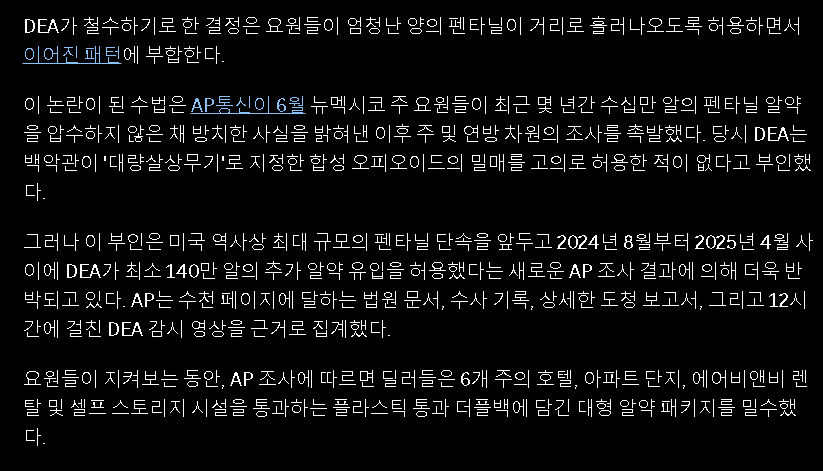 DEA가 철수하기로 한 결정은 요원들이 엄청난 양의 펜타닐이 거리로 흘러나오도록 허용하면서
이어진 패턴에 부합한다.
이 논란이 된 수법은 AP통신이 6월 뉴멕시코 주 요원들이 최근 몇 년간 수십만 알의 펜타닐 알약
을 압수하지 않은 채 방치한 사실을 밝혀낸 이후 주 및 연방 차원의 조사를 촉발했다. 당시 DEA는
백악관이 '대량살상무기'로 지정한 합성 오피오이드의 밀매를 고의로 허용한 적이 없다고 부인했
다.
그러나 이 부인은 미국 역사상 최대 규모의 펜타닐 단속을 앞두고 2024년 8월부터 2025년 4월 사
이에 DEA가 최소 140만 알의 추가 알약 유입을 허용했다는 새로운 AP 조사 결과에 의해 더욱 반
박되고 있다. AP는 수천 페이지에 달하는 법원 문서, 수사 기록, 상세한 도청 보고서, 그리고 12시
간에 걸친 DEA 감시 영상을 근거로 집계했다.
요원들이 지켜보는 동안, AP 조사에 따르면 딜러들은 6개 주의 호텔, 아파트 단지, 에어비앤비 렌
탈 및 셀프 스토리지 시설을 통과하는 플라스틱 통과 더플백에 담긴 대형 알약 패키지를 밀수했
다.